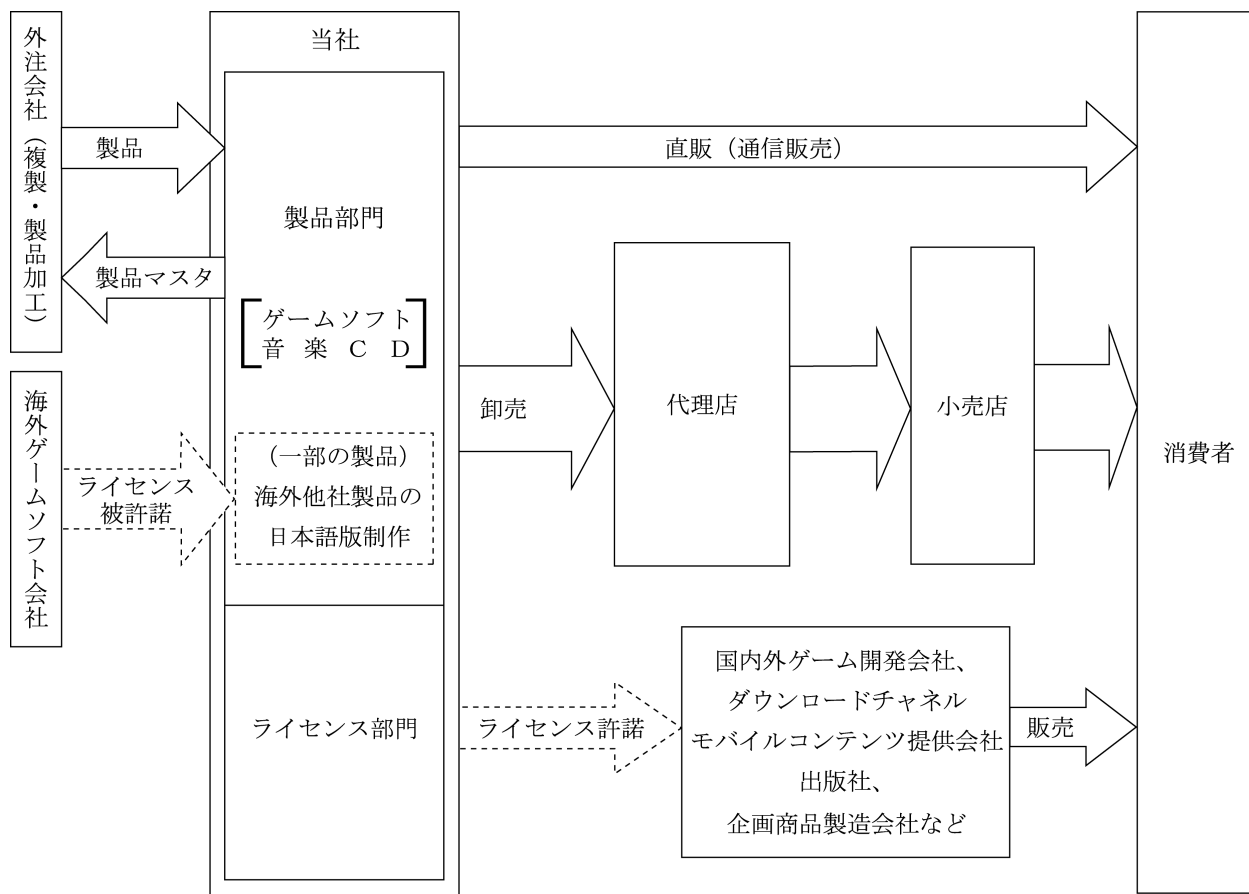 外注会社（複製・製品加工）
海外ゲームソフト会社
製品
製品マスタ
ライセンス
被許諾
当社
製品部門
ゲームソフト
音楽CD
（一部の製品）
海外他社製品の
日本語版制作
ライセンス部門
直販（通信販売）
卸売
代理店
小売店
ライセンス許諾
国内外ゲーム開発会社、
ダウンロードチャネル
モバイルコンテンツ提供会社
出版社、
企画商品製造会社など
販売
消費者